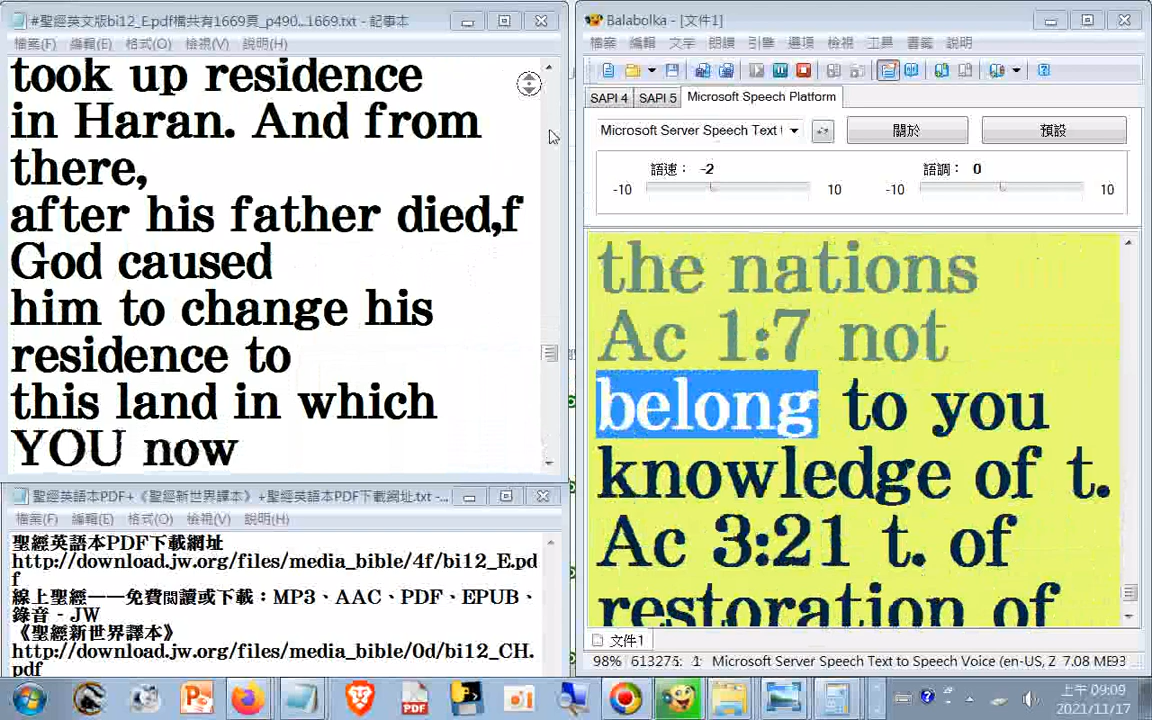 #聖經英文版bi12_E.pdf檔共有1669頁_p490...1669.txt - 記事本
檔案(F) 編輯(E) 格式(O) 檢視(V) 說明(H)
took up residence
in Haran. And from
there,
after his father died,f
God caused
him to change his
residence to
this land in which
YOU now
聖經英語本PDF+《聖經新世界譯本》+聖經英語本PDF下載網址.txt - ...
檔案(F) 編輯(E) 格式(O) 檢視(V) 說明(H)
聖經英語本PDF下載網址
http://download.jw.org/files/media_bible/4f/bi12_E.pd
f
線上聖經——免費閱讀或下載：MP3、AAC、PDF、EPUB、
錄音 - JW
《聖經新世界譯本》
http://download.jw.org/files/media_bible/0d/bi12_CH.
pdf
Balabolka - [文件1]
檔案 編輯 文字 朗讀 引擎 選項 檢視 工具 書籤 說明
SAPI 4 SAPI 5 Microsoft Speech Platform
Microsoft Server Speech Text t 關於 預設
語速： -2 語調： 0
-10 10 -10 10
the nations
Ac 1:7 not
belong to you
knowledge of t.
Ac 3:21 t. of
restoration of
文件1
98% 613275: 1 Microsoft Server Speech Text to Speech Voice (en-US, Z 7.08 ME93
PDF
上午 09:09
2021/11/17